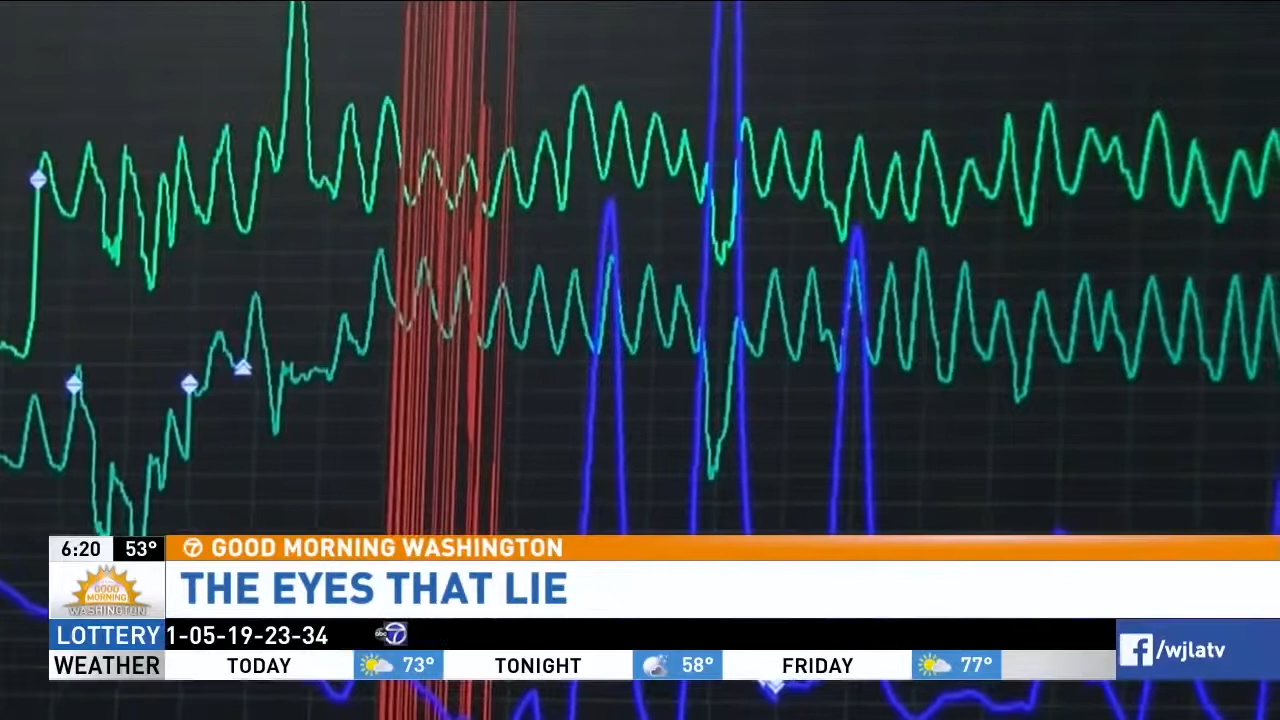 6:20 53° 7 GOOD MORNING WASHINGTON
GOOD MORNING WASHINGTON
THE EYES THAT LIE
LOTTERY 1-05-19-23-34 abc 7
WEATHER TODAY 73° TONIGHT 58° FRIDAY 77°
f/wjlatv